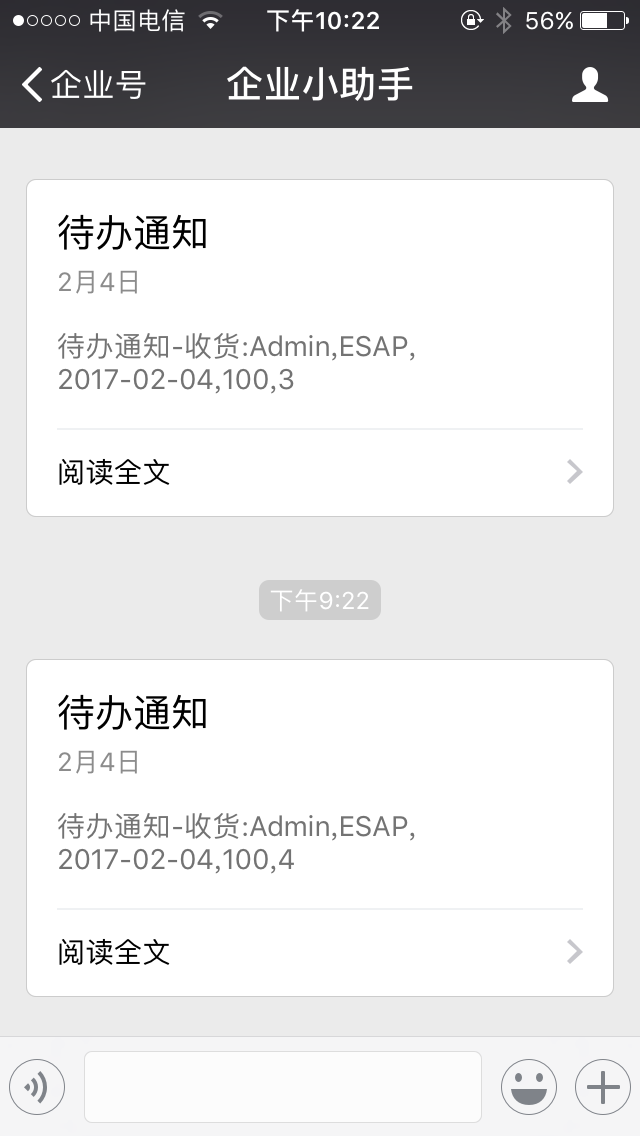 中国电信 下午10:22 56%
企业号 企业小助手
待办通知
2月4日
待办通知-收货:Admin,ESAP,
2017-02-04,100,3
阅读全文
下午9:22
待办通知
2月4日
待办通知-收货:Admin,ESAP,
2017-02-04,100,4
阅读全文